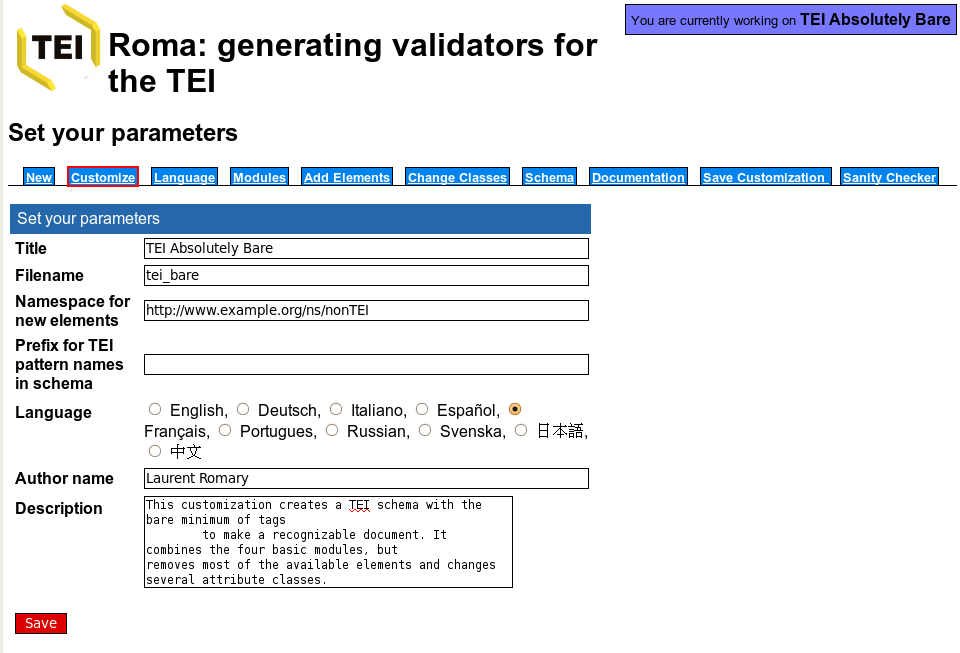 You are currently working on TEI Absolutely Bare
TEI
Roma: generating validators for
the TEI
Set your parameters
New Customize Language Modules Add Elements Change Classes Schema Documentation Save Customization Sanity Checker
Set your parameters
Title TEI Absolutely Bare
Filename tei_bare
Namespace for
new elements http://www.example.org/ns/nonTEI
Prefix for TEI
pattern names
in schema
Language English, Deutsch, Italiano, Español,
Français, Portugues, Russian, Svenska, 日本語,
中文
Author name Laurent Romary
Description This customization creates a TEI schema with the
bare minimum of tags
to make a recognizable document. It
combines the four basic modules, but
removes most of the available elements and changes
several attribute classes.
Save